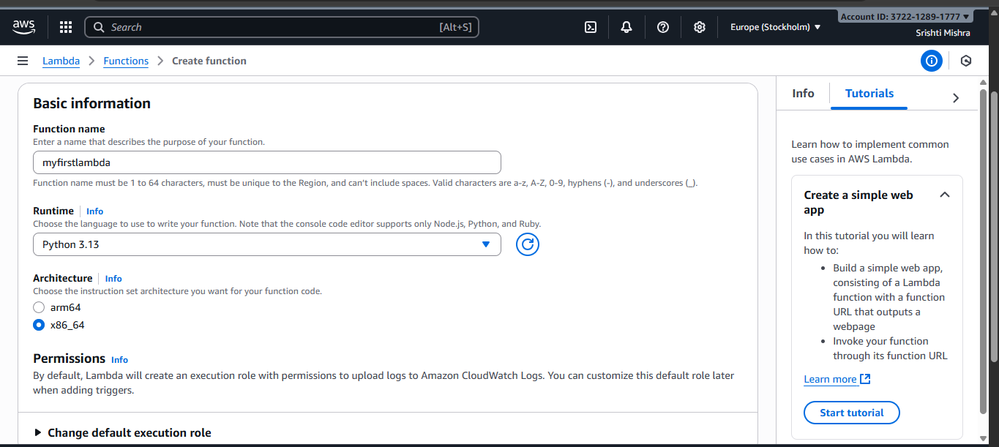 aws
Search
[Alt+S]
Europe (Stockholm)
Account ID: 3722-1289-1777
Srishti Mishra
Lambda
Functions
Create function
Basic information
Function name
Enter a name that describes the purpose of your function.
myfirstlambda
Function name must be 1 to 64 characters, must be unique to the Region, and can't include spaces. Valid characters are a-z, A-Z, 0-9, hyphens (-), and underscores (_).
Runtime
Info
Choose the language to use to write your function. Note that the console code editor supports only Node.js, Python, and Ruby.
Python 3.13
Architecture
Info
Choose the instruction set architecture you want for your function code.
arm64
x86_64
Permissions
Info
By default, Lambda will create an execution role with permissions to upload logs to Amazon CloudWatch Logs. You can customize this default role later
when adding triggers.
Change default execution role
Info
Tutorials
Learn how to implement common
use cases in AWS Lambda.
Create a simple web
app
In this tutorial you will learn
how to:
Build a simple web app,
consisting of a Lambda
function with a function
URL that outputs a
webpage
Invoke your function
through its function URL
Learn more
Start tutorial